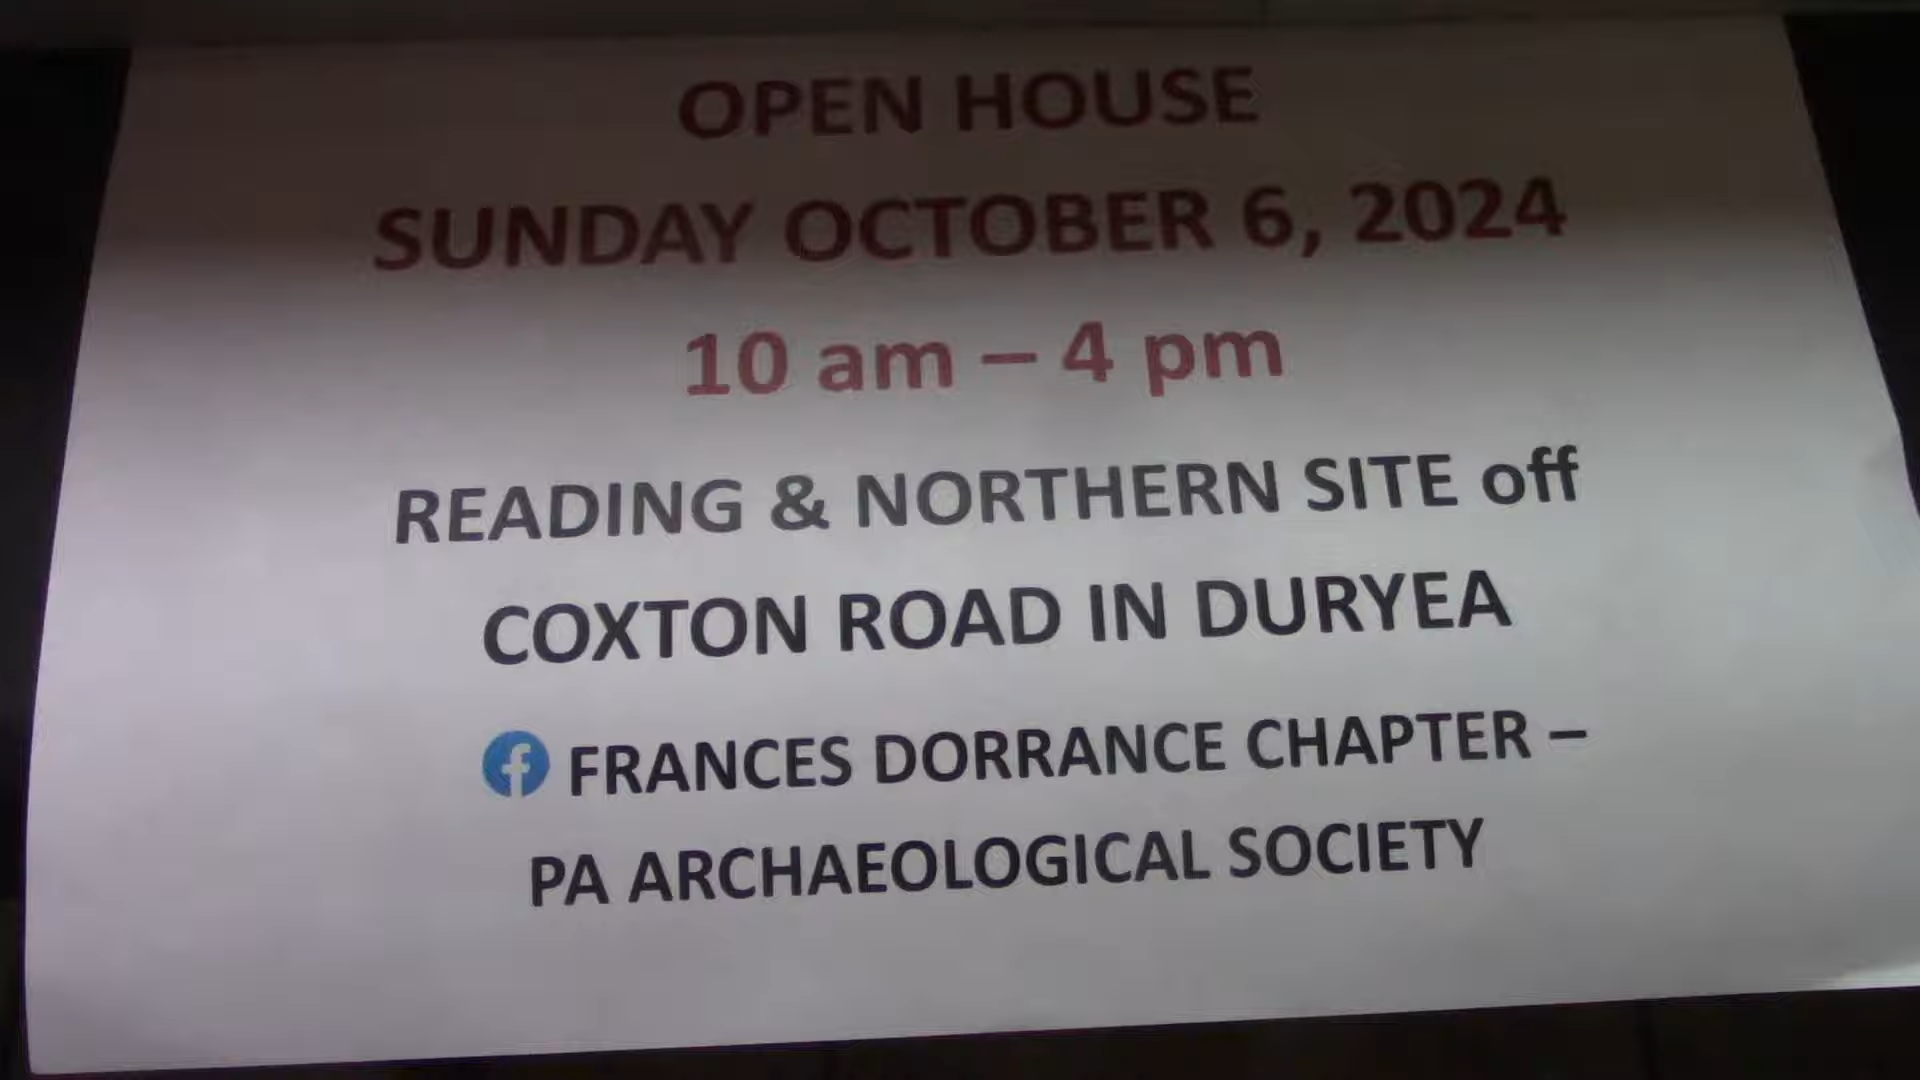 OPEN HOUSE
SUNDAY OCTOBER 6, 2024
10 am – 4 pm
READING & NORTHERN SITE off
COXTON ROAD IN DURYEA
FRANCES DORRANCE CHAPTER –
PA ARCHAEOLOGICAL SOCIETY